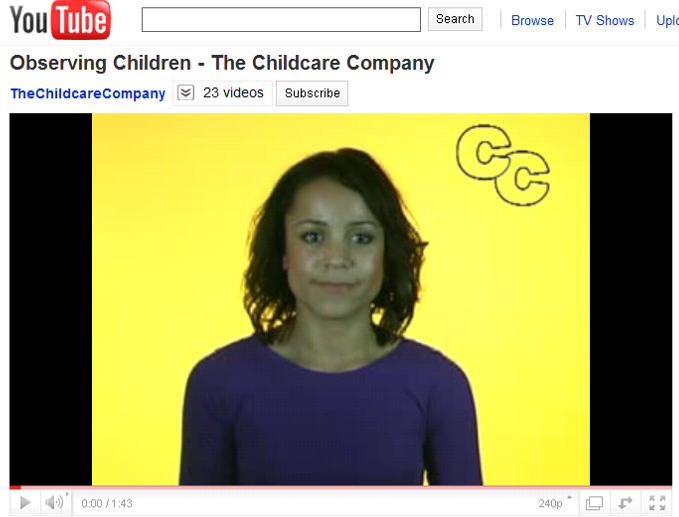 YouTube Search Browse TV Shows Uplo
Observing Children - The Childcare Company
TheChildcareCompany 23 videos Subscribe
CC
0:00 / 1:43 240p